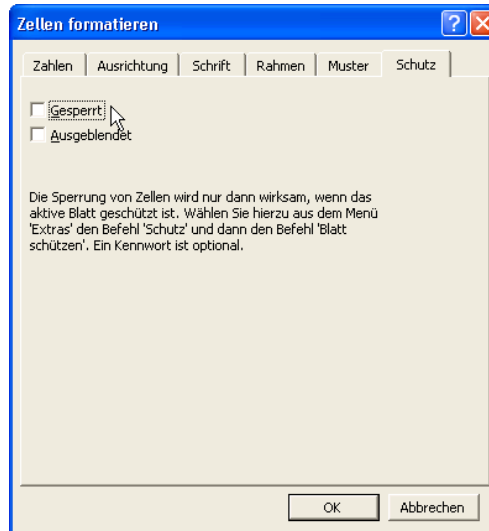 Zellen formatieren
Zahlen Ausrichtung Schrift Rahmen Muster Schutz
Gesperrt
Ausgeblendet
Die Sperrung von Zellen wird nur dann wirksam, wenn das
aktive Blatt geschützt ist. Wählen Sie hierzu aus dem Menü
'Extras' den Befehl 'Schutz' und dann den Befehl 'Blatt
schützen'. Ein Kennwort ist optional.
OK Abbrechen